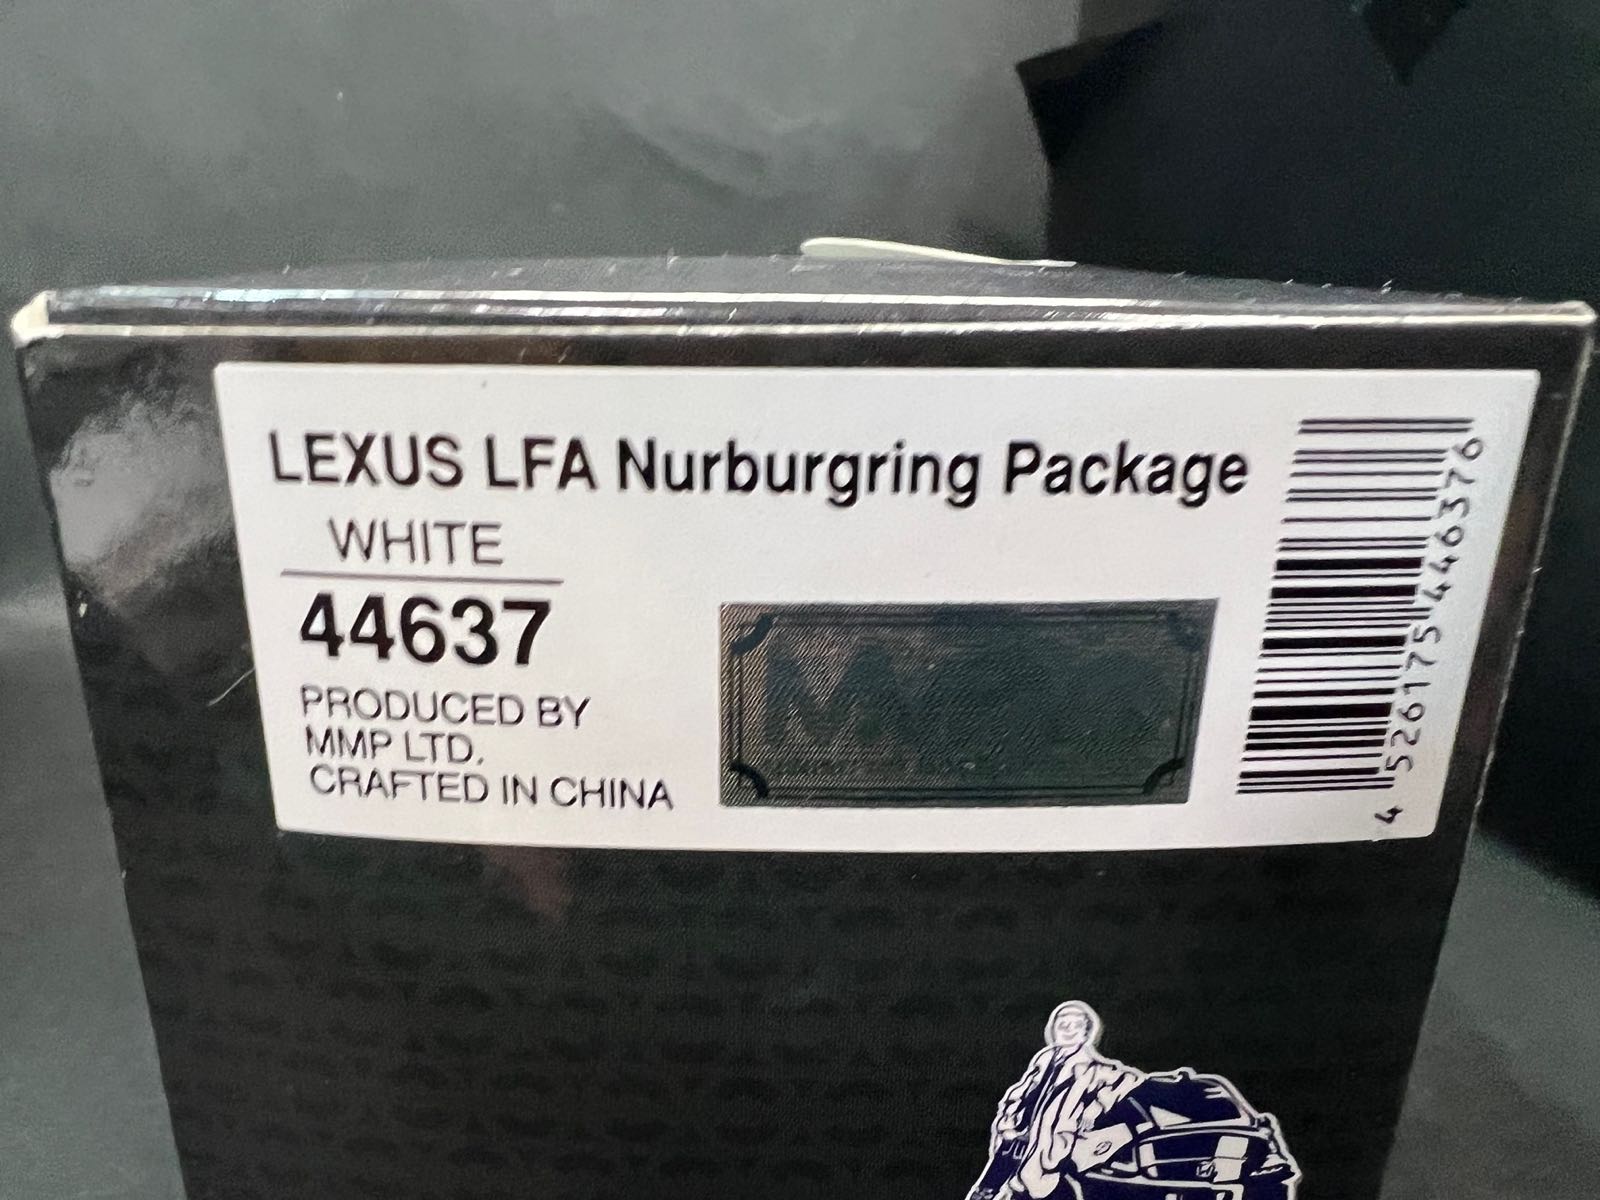 LEXUS LFA Nurburgring Package
WHITE
44637
PRODUCED BY
MMP LTD.
CRAFTED IN CHINA
4 526175 446376